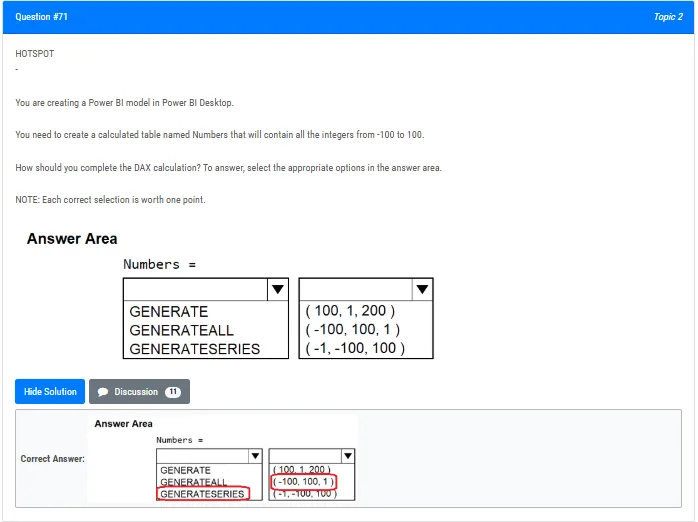 Question #71 Topic 2
HOTSPOT
-
You are creating a Power BI model in Power BI Desktop.
You need to create a calculated table named Numbers that will contain all the integers from -100 to 100.
How should you complete the DAX calculation? To answer, select the appropriate options in the answer area.
NOTE: Each correct selection is worth one point.
Answer Area
Numbers =
GENERATE ( 100, 1, 200 )
GENERATEALL ( -100, 100, 1 )
GENERATESERIES ( -1, -100, 100 )
Hide Solution Discussion 11
Answer Area
Numbers =
Correct Answer:
GENERATE ( 100, 1, 200 )
GENERATEALL ( -100, 100, 1 )
GENERATESERIES ( -1, -100, 100 )